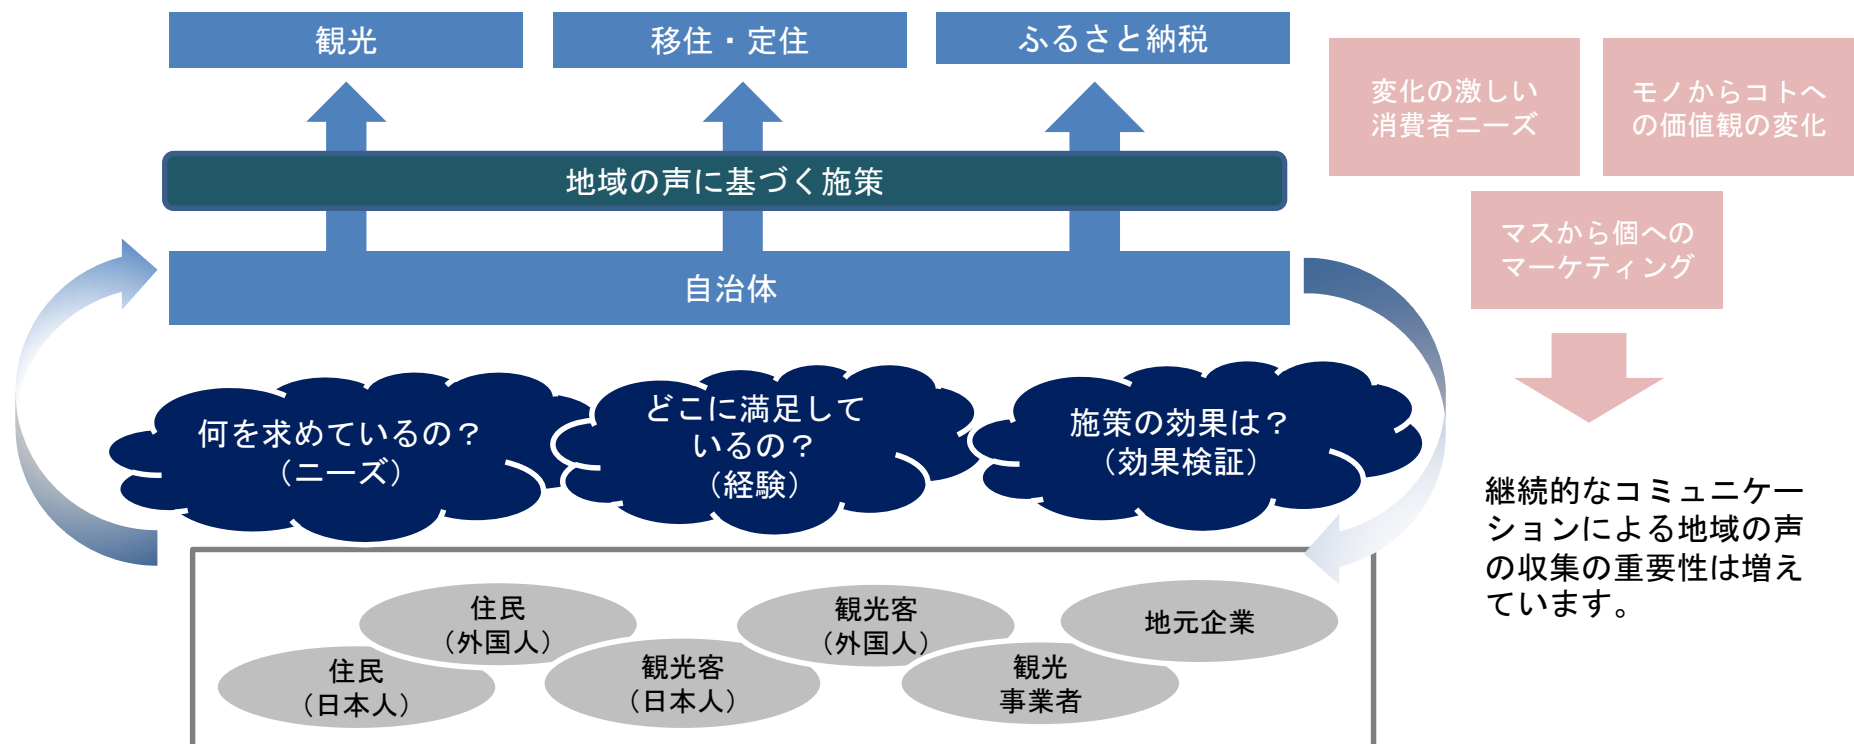 観光
移住・定住
ふるさと納税
変化の激しい
消費者ニーズ
モノからコトへ
の価値観の変化
地域の声に基づく施策
マスから個への
マーケティング
自治体
何を求めているの？
（ニーズ）
どこに満足して
いるの？
（経験）
施策の効果は？
（効果検証）
継続的なコミュニケー
ションによる地域の声
の収集の重要性は増え
ています。
住民
（外国人）
観光客
（外国人）
地元企業
住民
（日本人）
観光客
（日本人）
観光
事業者